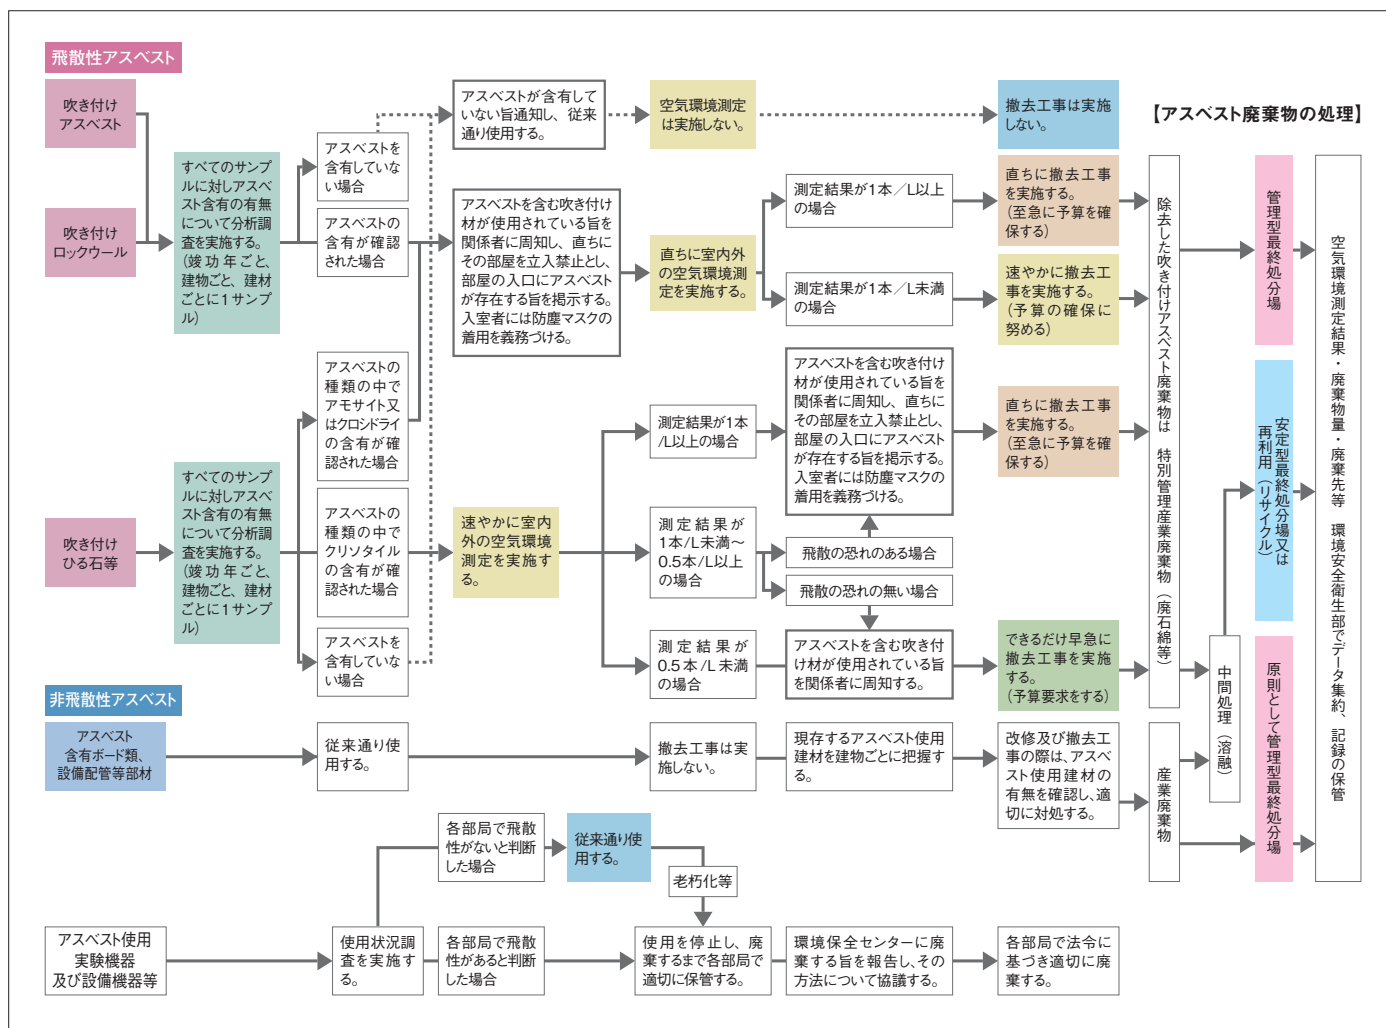 飛散性アスベスト
吹き付け
アスベスト
吹き付け
ロックウール
すべてのサンプ
ルに対しアスベ
スト含有の有無
について分析調
査を実施する。
(竣功年ごと、
建物ごと、建材
ごとに1サンプ
ル)
アスベストを
含有していな
い場合
アスベストの
含有が確認
された場合
アスベストが含有して
いない旨通知し、従来
通り使用する。
空気環境測定
は実施しない。
撤去工事は実施
しない。
アスベストを含む吹き付け
材が使用されている旨を
関係者に周知し、直ちに
その部屋を立入禁止とし、
部屋の入口にアスベスト
が存在する旨を掲示する。
入室者には防塵マスクの
着用を義務づける。
直ちに室内外
の空気環境測
定を実施する。
測定結果が1本／L以上
の場合
直ちに撤去工事
を実施する。
(至急に予算を確
保する)
測定結果が1本／L未満
の場合
速やかに撤去工
事を実施する。
(予算の確保に
努める)
吹き付け
ひる石等
すべてのサンプ
ルに対しアスベ
スト含有の有無
について分析調
査を実施する。
(竣功年ごと、
建物ごと、建材
ごとに1サンプ
ル)
アスベストの
種類の中で
アモサイト又
はクロシドライ
の含有が確
認された場合
アスベストの
種類の中で
クリソタイル
の含有が確
認された場合
アスベストを
含有していな
い場合
速やかに室内
外の空気環境
測定を実施す
る。
測定結果が1本
/L以上の場合
アスベストを含む吹き付け
材が使用されている旨を
関係者に周知し、直ちに
その部屋を立入禁止とし、
部屋の入口にアスベスト
が存在する旨を掲示する。
入室者には防塵マスクの
着用を義務づける。
直ちに撤去工事
を実施する。
(至急に予算を確
保する)
測定結果が
1本/L未満～
0.5本/L以上
の場合
飛散の恐れのある場合
飛散の恐れの無い場合
測定結果が
0.5本/L未満
の場合
アスベストを含む吹き付
け材が使用されている旨
を関係者に周知する。
できるだけ早急に
撤去工事を実施
する。
(予算要求をする)
非飛散性アスベスト
アスベスト
含有ボード類、
設備配管等部材
従来通り使
用する。
撤去工事は実
施しない。
現存するアスベスト使用
建材を建物ごとに把握す
る。
改修及び撤去工
事の際は、アスベ
スト使用建材の
有無を確認し、適
切に対処する。
アスベスト使用
実験機器
及び設備機器等
使用状況調
査を実施す
る。
各部局で飛散
性がないと判断
した場合
従来通り使
用する。
老朽化等
各部局で飛散
性があると判断
した場合
使用を停止し、廃
棄するまで各部局で
適切に保管する。
環境保全センターに廃
棄する旨を報告し、その
方法について協議する。
各部局で法令に
基づき適切に廃
棄する。
【アスベスト廃棄物の処理】
除去した吹き付けアスベスト廃棄物は 特別管理産業廃棄物（廃石綿等）
産業廃棄物
中間処理（溶融）
管理型最終処分場
安定型最終処分場又は
再利用（リサイクル）
原則として管理型最終処分場
空気環境測定結果・廃棄物量・廃棄先等 環境安全衛生部でデータ集約、記録の保管